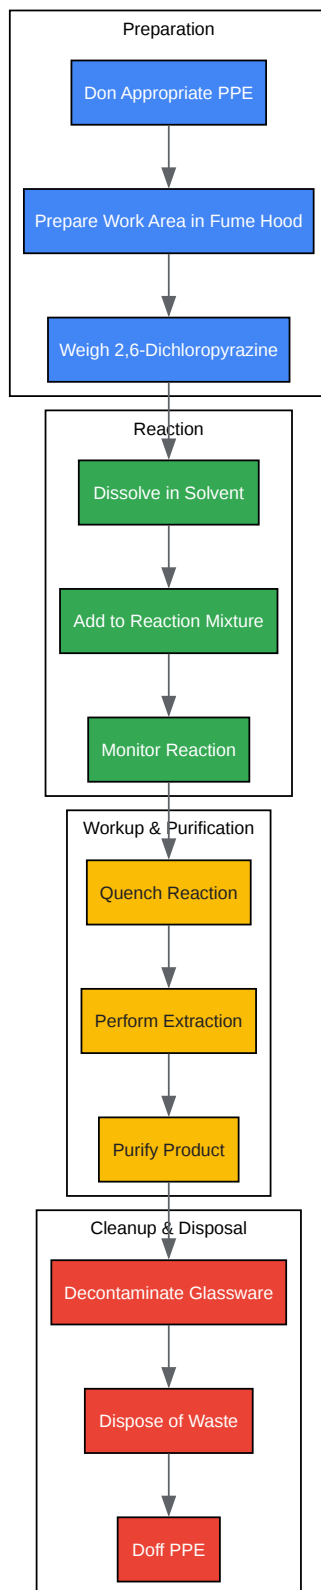 Preparation
Don Appropriate PPE
Prepare Work Area in Fume Hood
Weigh 2,6-Dichloropyrazine
Reaction
Dissolve in Solvent
Add to Reaction Mixture
Monitor Reaction
Workup & Purification
Quench Reaction
Perform Extraction
Purify Product
Cleanup & Disposal
Decontaminate Glassware
Dispose of Waste
Doff PPE